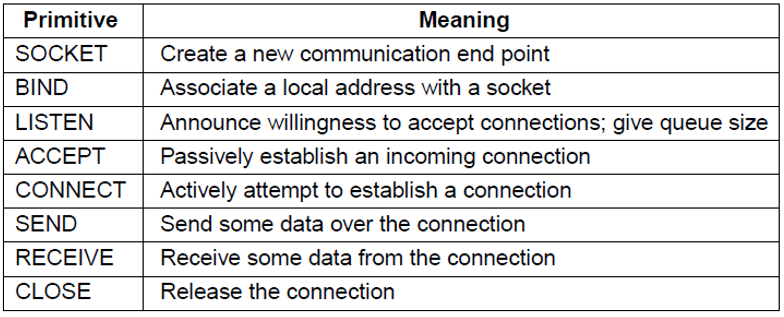 Primitive Meaning
SOCKET Create a new communication end point
BIND Associate a local address with a socket
LISTEN Announce willingness to accept connections; give queue size
ACCEPT Passively establish an incoming connection
CONNECT Actively attempt to establish a connection
SEND Send some data over the connection
RECEIVE Receive some data from the connection
CLOSE Release the connection